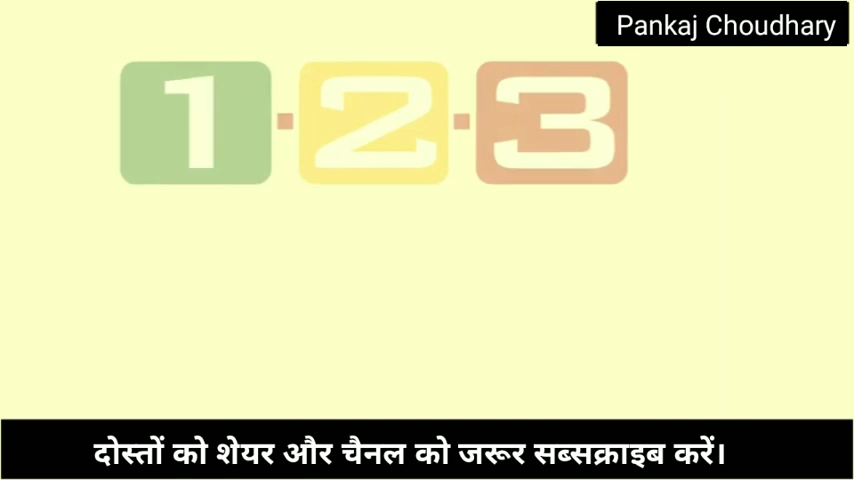 Pankaj Choudhary
1·2·3
दोस्तों को शेयर और चैनल को जरूर सब्सक्राइब करें।